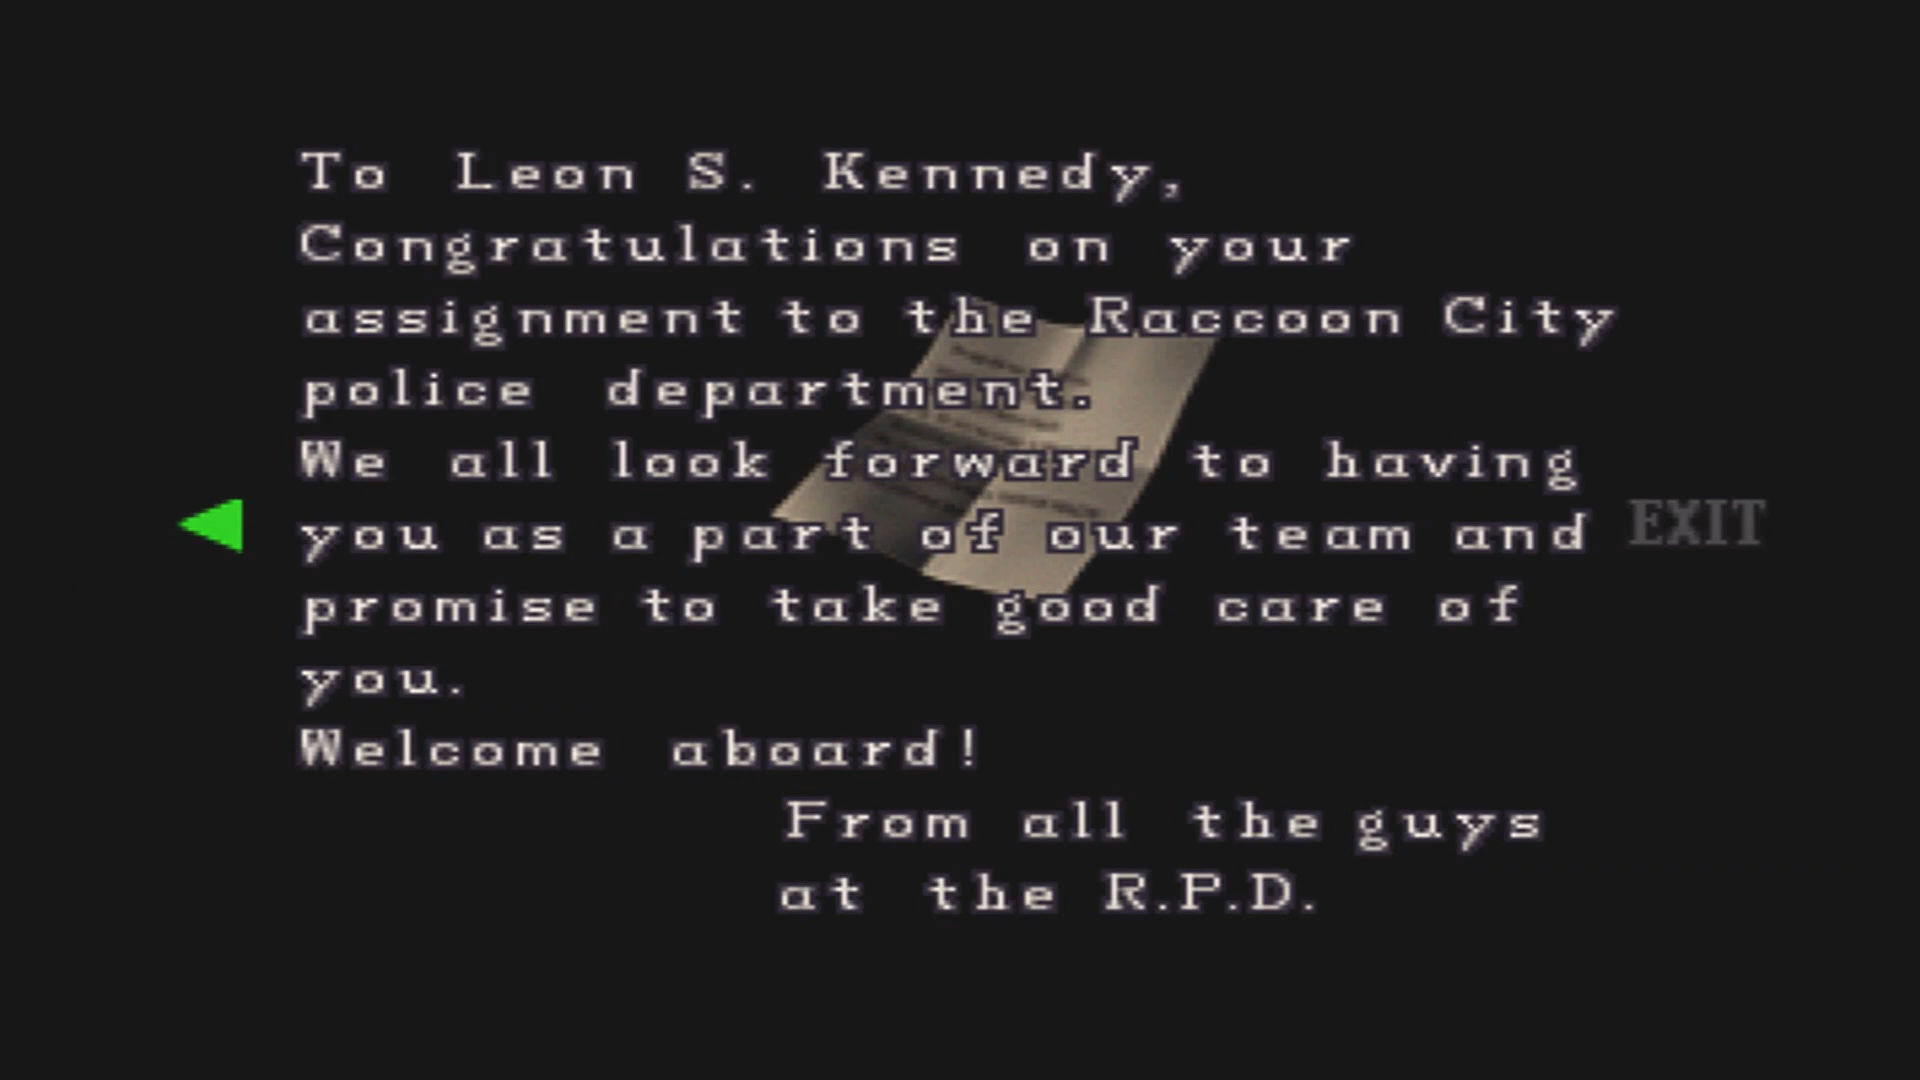 To Leon S. Kennedy,
Congratulations on your
assignment to the Raccoon City
police department.
We all look forward to having
you as a part of our team and
promise to take good care of
you.
Welcome aboard!
From all the guys
at the R.P.D.
EXIT